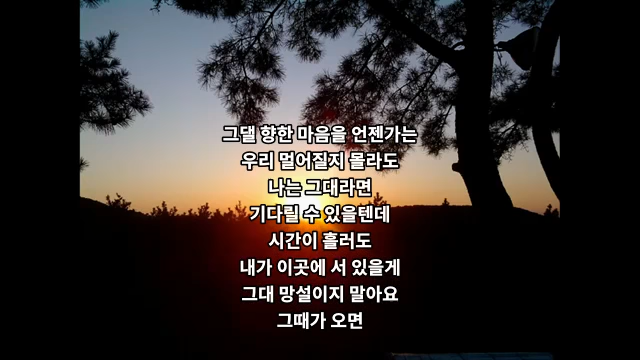 그댈 향한 마음을 언젠가는
우리 멀어질지 몰라도
나는 그대라면
기다릴 수 있을텐데
시간이 흘러도
내가 이곳에 서 있을게
그대 망설이지 말아요
그때가 오면